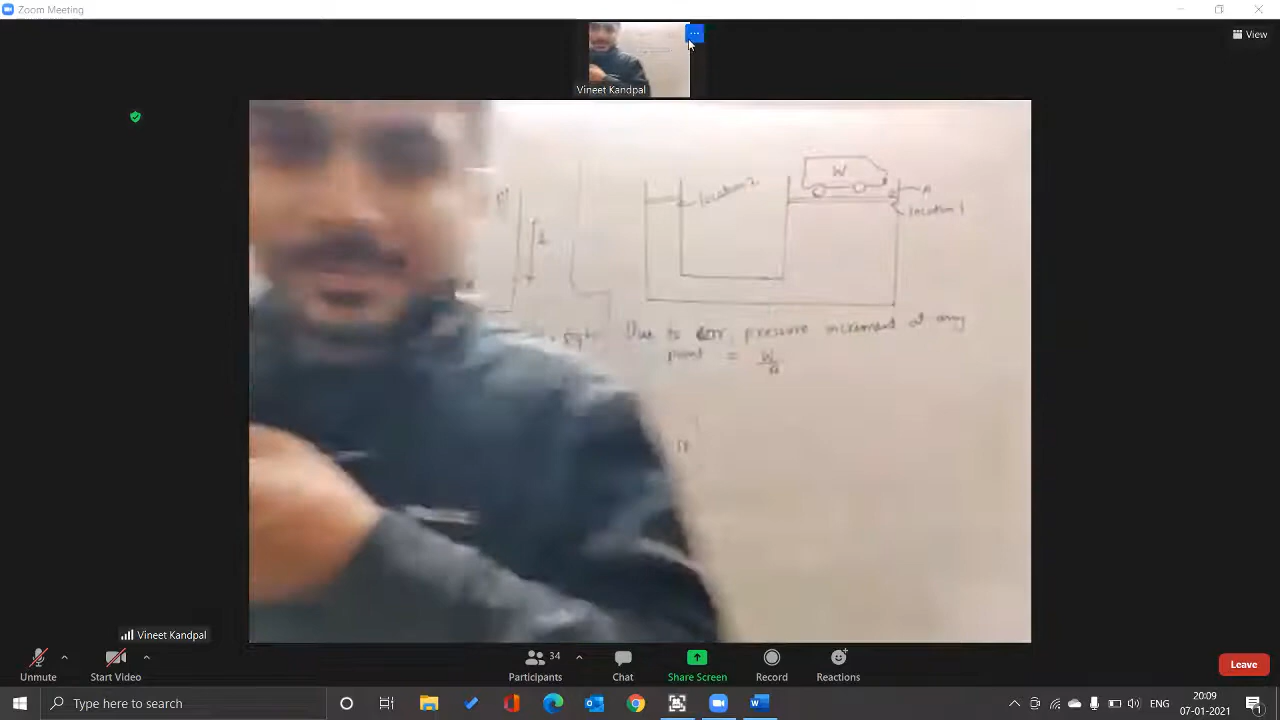 Zoom Meeting
View
Vineet Kandpal
W
location 2
A
location 1
Due to car, pressure increment at any
point = W/A
Vineet Kandpal
Unmute
Start Video
34
Participants
Chat
Share Screen
Record
Reactions
Leave
Type here to search
ENG
20:09
07-01-2021